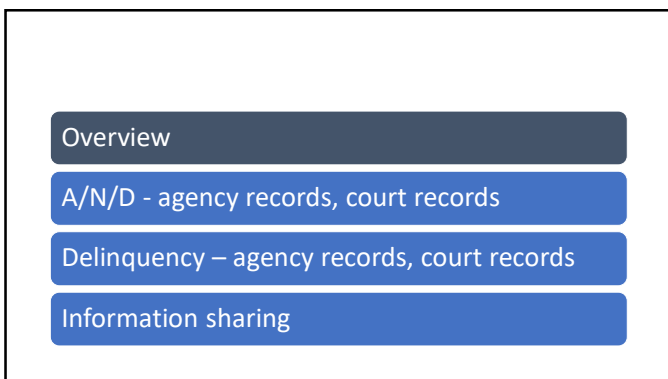 Overview
A/N/D - agency records, court records
Delinquency – agency records, court records
Information sharing